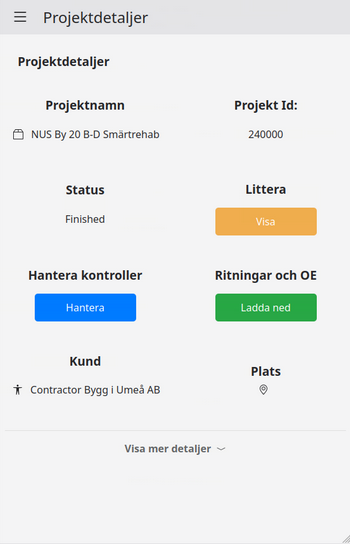 Projektdetaljer
Projektdetaljer
Projektnamn
Projekt Id:
NUS By 20 B-D Smärtrehab
240000
Status
Littera
Finished
Visa
Hantera kontroller
Ritningar och OE
Hantera
Ladda ned
Kund
Plats
Contractor Bygg i Umeå AB
Visa mer detaljer